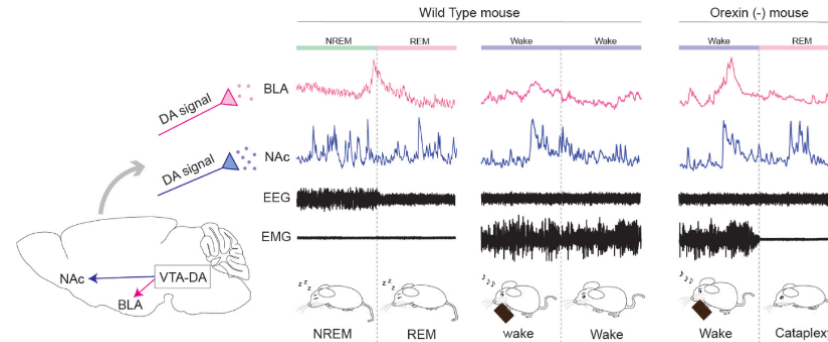 Wild Type mouse
Orexin (-) mouse
NREM REM Wake Wake Wake REM
DA signal
BLA
DA signal
NAc
EEG
EMG
NAc
VTA-DA
BLA
z z z
z z z
z z z
z z z
NREM REM wake Wake Wake Cataplex